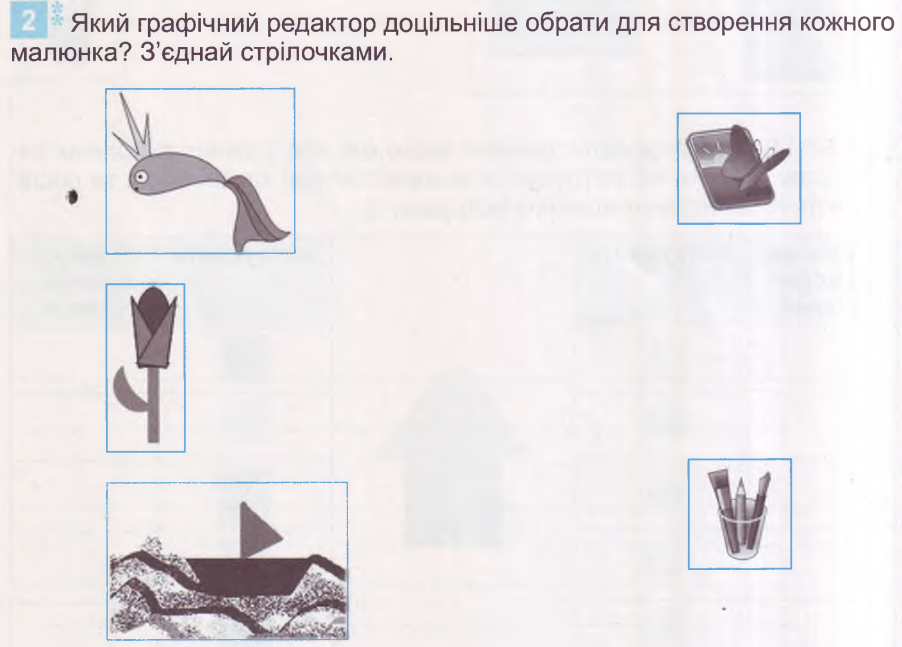 2 * Який графічний редактор доцільніше обрати для створення кожного
малюнка? З’єднай стрілочками.